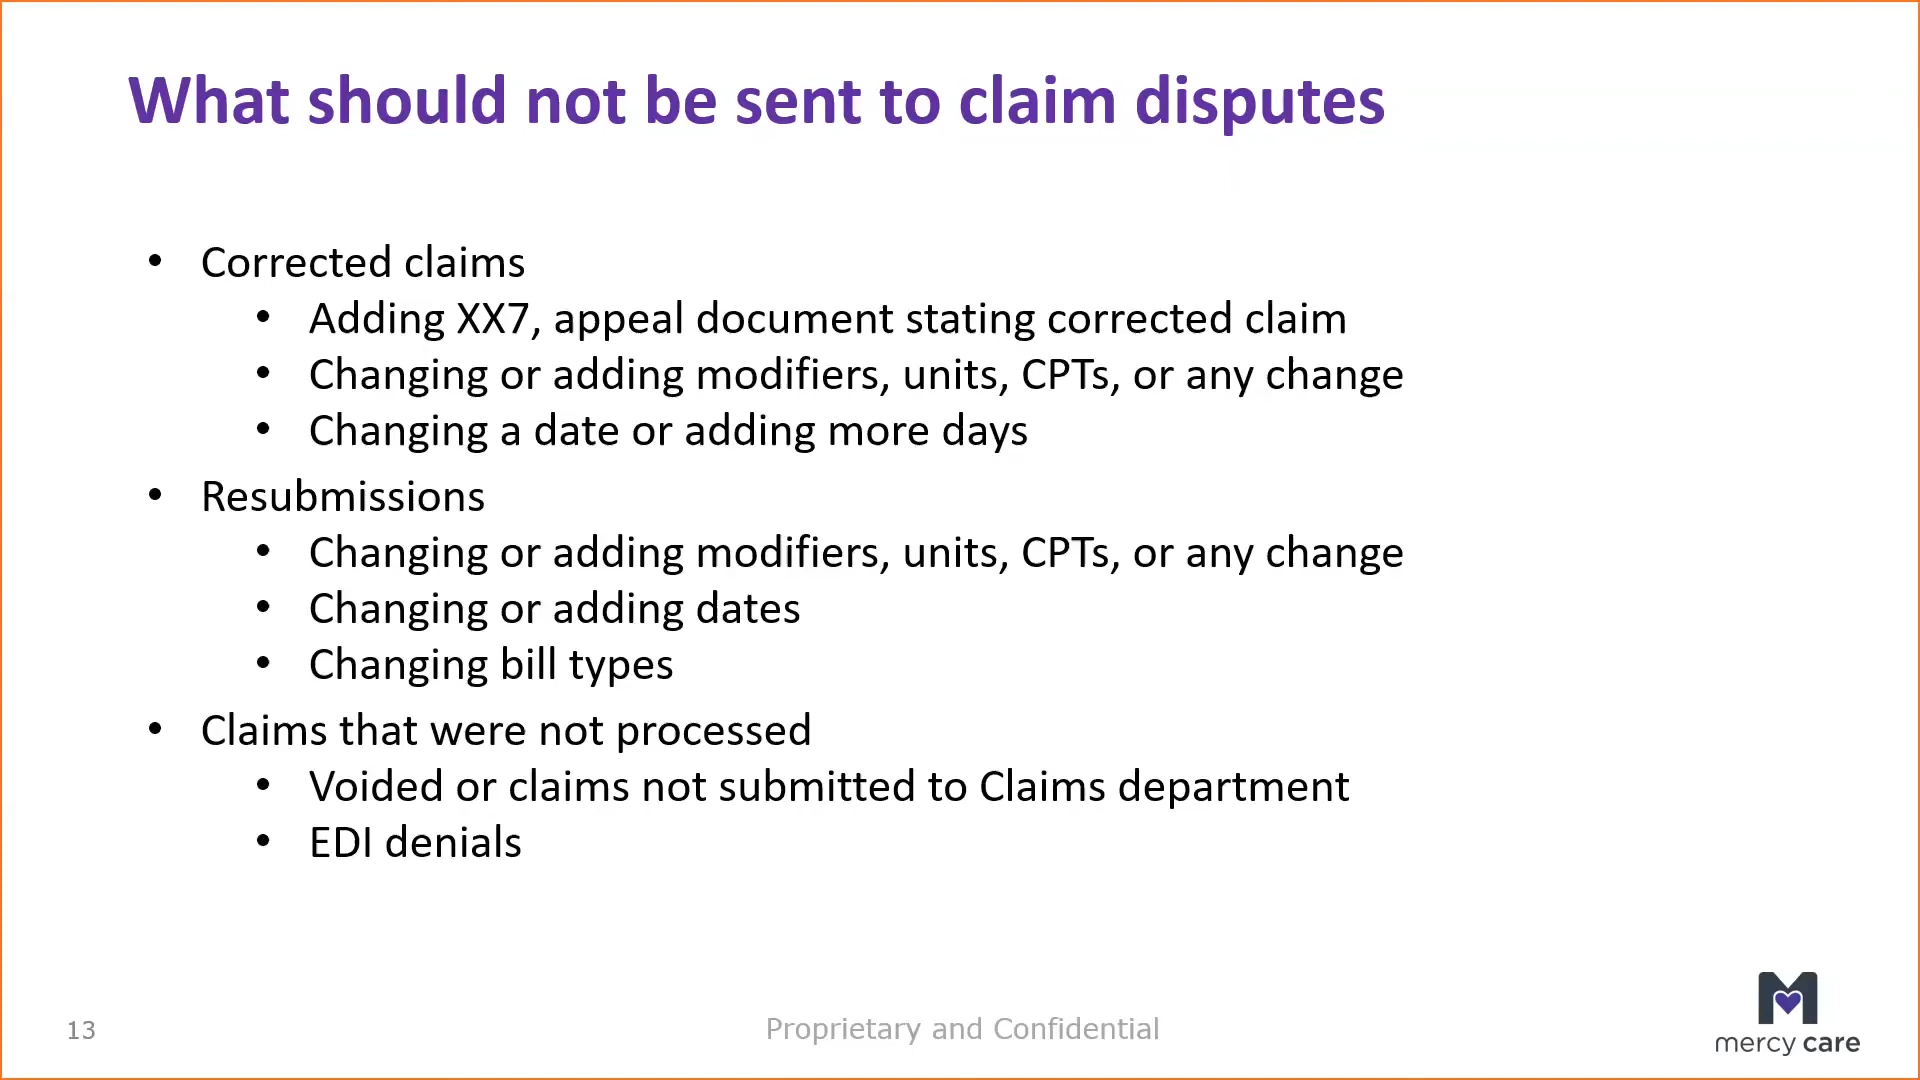 What should not be sent to claim disputes
• Corrected claims
• Adding XX7, appeal document stating corrected claim
• Changing or adding modifiers, units, CPTs, or any change
• Changing a date or adding more days
• Resubmissions
• Changing or adding modifiers, units, CPTs, or any change
• Changing or adding dates
• Changing bill types
• Claims that were not processed
• Voided or claims not submitted to Claims department
• EDI denials
13
Proprietary and Confidential
mercy care